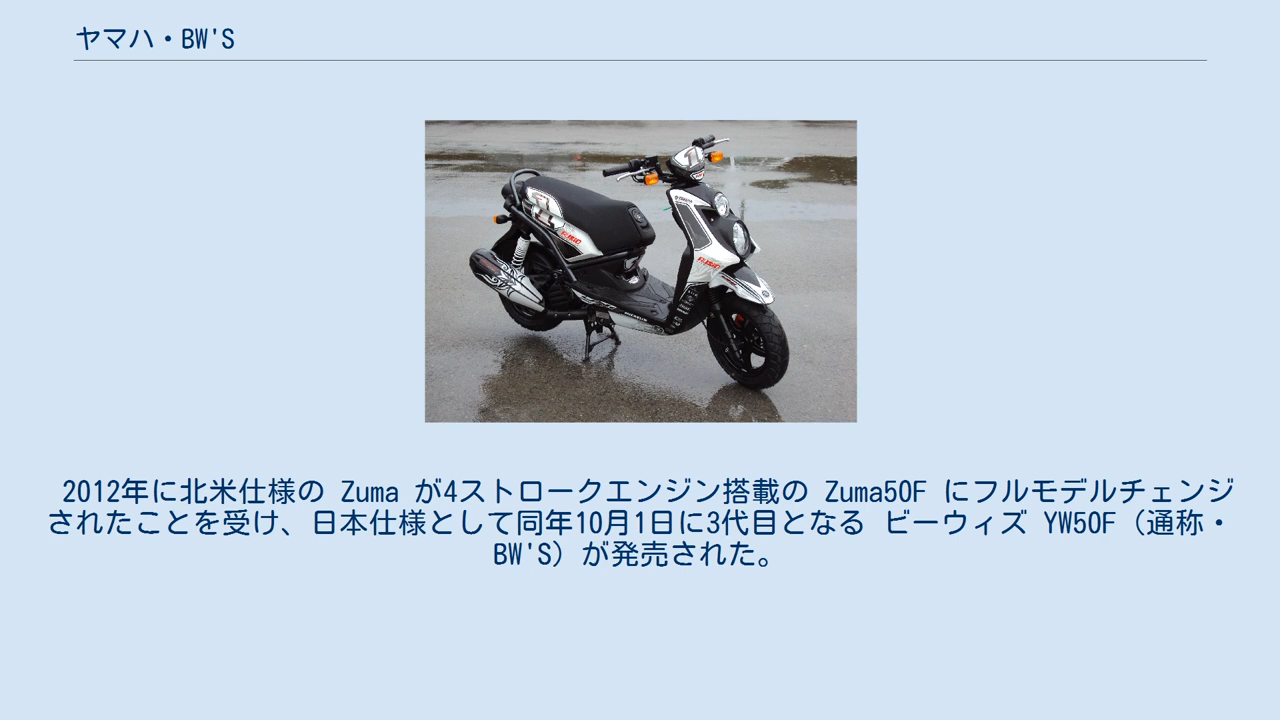 ヤマハ・BW'S
2012年に北米仕様の Zuma が4ストロークエンジン搭載の Zuma50F にフルモデルチェンジ
されたことを受け、日本仕様として同年10月1日に3代目となる ビーウィズ YW50F（通称・
BW'S）が発売された。